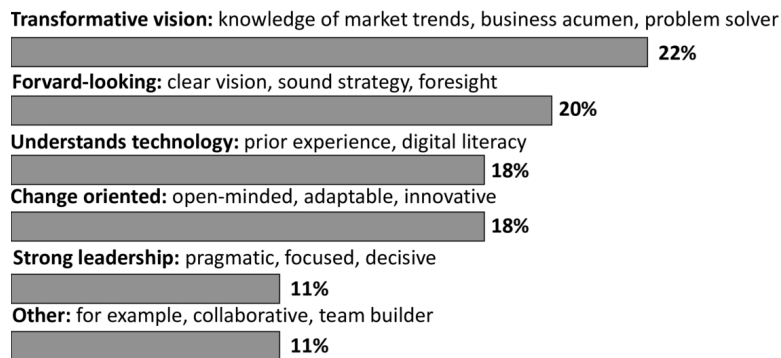 Transformative vision: knowledge of market trends, business acumen, problem solver
22%
Forvard-looking: clear vision, sound strategy, foresight
20%
Understands technology: prior experience, digital literacy
18%
Change oriented: open-minded, adaptable, innovative
18%
Strong leadership: pragmatic, focused, decisive
11%
Other: for example, collaborative, team builder
11%